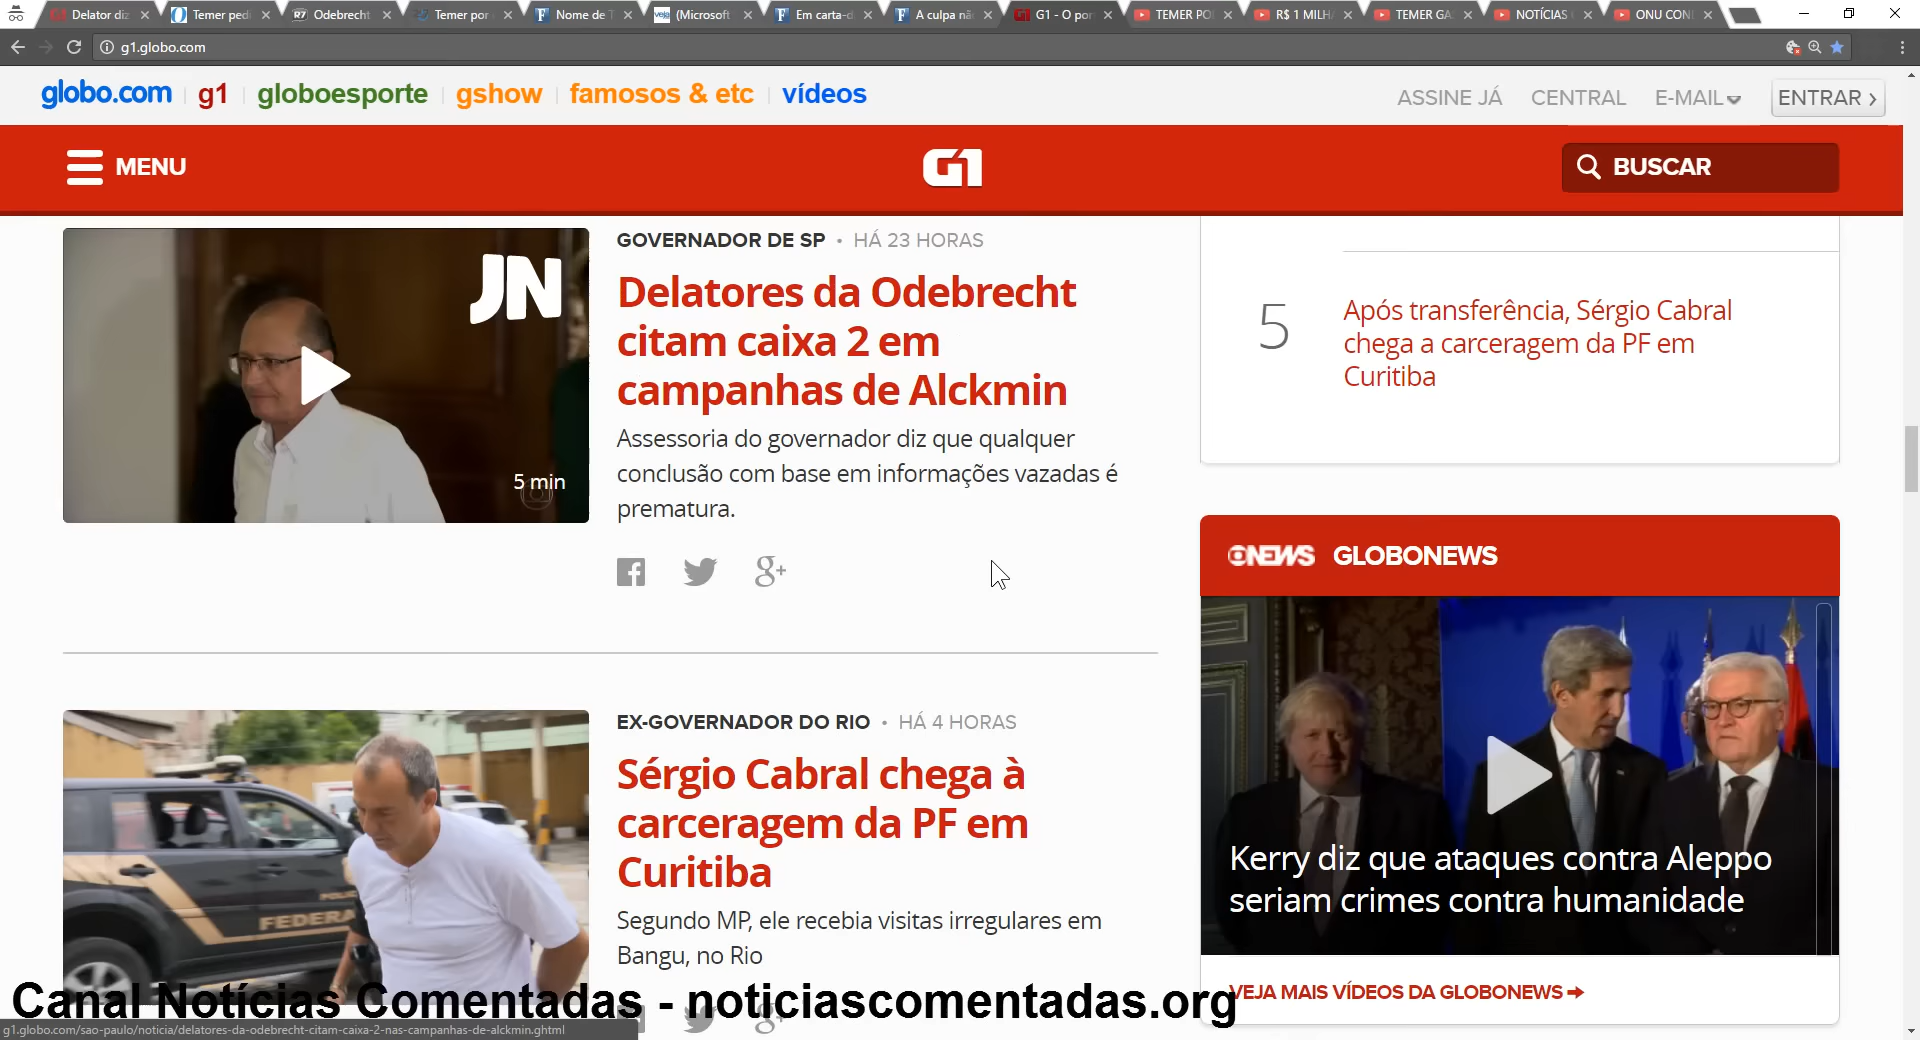 Delator diz
Temer pedi
R7 Odebrecht
Temer por
Nome de T
veja (Microsoft
Em carta-d
A culpa nã
G1 - O por
TEMER PO
R$ 1 MILH
TEMER GA
NOTÍCIAS
ONU CON
g1.globo.com
globo.com g1 globoesporte gshow famosos & etc vídeos
ASSINE JÁ CENTRAL E-MAIL ENTRAR
MENU
G1
BUSCAR
JN
5 min
GOVERNADOR DE SP • HÁ 23 HORAS
Delatores da Odebrecht
citam caixa 2 em
campanhas de Alckmin
Assessoria do governador diz que qualquer
conclusão com base em informações vazadas é
prematura.
g+
5
Após transferência, Sérgio Cabral
chega a carceragem da PF em
Curitiba
NEWS GLOBONEWS
Kerry diz que ataques contra Aleppo
seriam crimes contra humanidade
VEJA MAIS VÍDEOS DA GLOBONEWS
FEDERA
EX-GOVERNADOR DO RIO • HÁ 4 HORAS
Sérgio Cabral chega à
carceragem da PF em
Curitiba
Segundo MP, ele recebia visitas irregulares em
Bangu, no Rio
g+
Canal Notícias Comentadas - noticiascomentadas.org
g1.globo.com/sao-paulo/noticia/delatores-da-odebrecht-citam-caixa-2-nas-campanhas-de-alckmin.ghtml